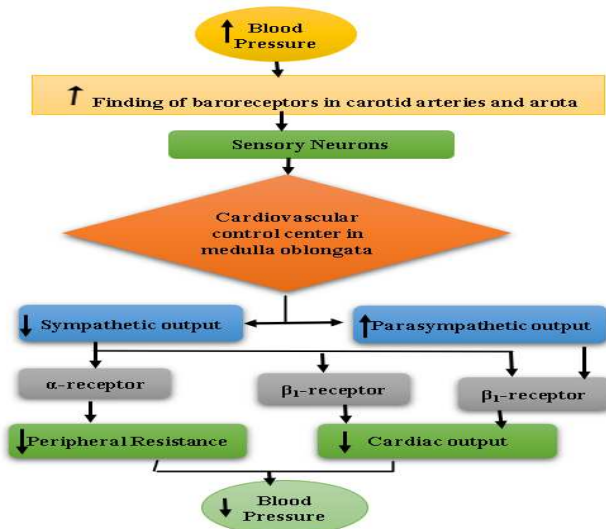 ↑ Blood
Pressure
↑ Finding of baroreceptors in carotid arteries and arota
Sensory Neurons
Cardiovascular
control center in
medulla oblongata
↓ Sympathetic output
↑ Parasympathetic output
α-receptor
β₁-receptor
β₁-receptor
↓ Peripheral Resistance
↓ Cardiac output
↓ Blood
Pressure